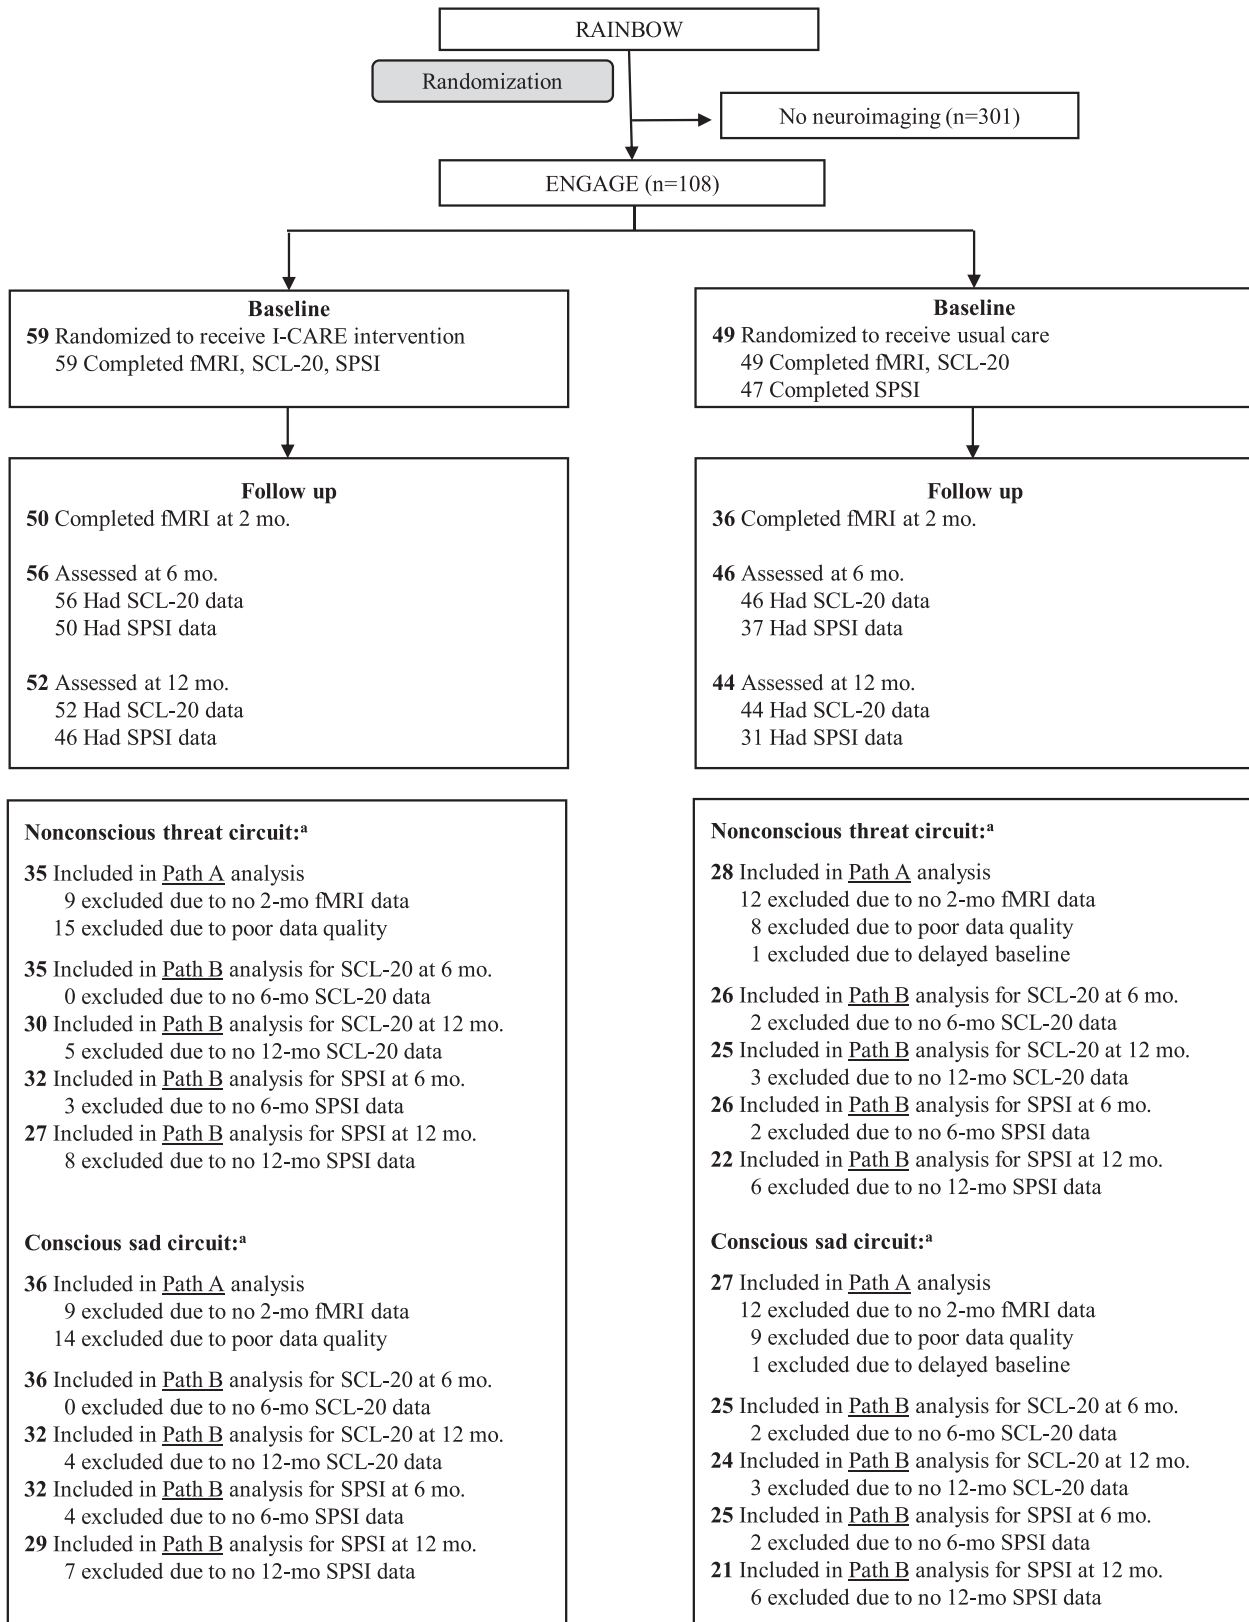 RAINBOW
Randomization
No neuroimaging (n=301)
ENGAGE (n=108)
Baseline
59 Randomized to receive I-CARE intervention
59 Completed fMRI, SCL-20, SPSI
Baseline
49 Randomized to receive usual care
49 Completed fMRI, SCL-20
47 Completed SPSI
Follow up
50 Completed fMRI at 2 mo.
56 Assessed at 6 mo.
56 Had SCL-20 data
50 Had SPSI data
52 Assessed at 12 mo.
52 Had SCL-20 data
46 Had SPSI data
Follow up
36 Completed fMRI at 2 mo.
46 Assessed at 6 mo.
46 Had SCL-20 data
37 Had SPSI data
44 Assessed at 12 mo.
44 Had SCL-20 data
31 Had SPSI data
Nonconscious threat circuit:ª
35 Included in Path A analysis
9 excluded due to no 2-mo fMRI data
15 excluded due to poor data quality
35 Included in Path B analysis for SCL-20 at 6 mo.
0 excluded due to no 6-mo SCL-20 data
30 Included in Path B analysis for SCL-20 at 12 mo.
5 excluded due to no 12-mo SCL-20 data
32 Included in Path B analysis for SPSI at 6 mo.
3 excluded due to no 6-mo SPSI data
27 Included in Path B analysis for SPSI at 12 mo.
8 excluded due to no 12-mo SPSI data
Conscious sad circuit:ª
36 Included in Path A analysis
9 excluded due to no 2-mo fMRI data
14 excluded due to poor data quality
36 Included in Path B analysis for SCL-20 at 6 mo.
0 excluded due to no 6-mo SCL-20 data
32 Included in Path B analysis for SCL-20 at 12 mo.
4 excluded due to no 12-mo SCL-20 data
32 Included in Path B analysis for SPSI at 6 mo.
4 excluded due to no 6-mo SPSI data
29 Included in Path B analysis for SPSI at 12 mo.
7 excluded due to no 12-mo SPSI data
Nonconscious threat circuit:ª
28 Included in Path A analysis
12 excluded due to no 2-mo fMRI data
8 excluded due to poor data quality
1 excluded due to delayed baseline
26 Included in Path B analysis for SCL-20 at 6 mo.
2 excluded due to no 6-mo SCL-20 data
25 Included in Path B analysis for SCL-20 at 12 mo.
3 excluded due to no 12-mo SCL-20 data
26 Included in Path B analysis for SPSI at 6 mo.
2 excluded due to no 6-mo SPSI data
22 Included in Path B analysis for SPSI at 12 mo.
6 excluded due to no 12-mo SPSI data
Conscious sad circuit:ª
27 Included in Path A analysis
12 excluded due to no 2-mo fMRI data
9 excluded due to poor data quality
1 excluded due to delayed baseline
25 Included in Path B analysis for SCL-20 at 6 mo.
2 excluded due to no 6-mo SCL-20 data
24 Included in Path B analysis for SCL-20 at 12 mo.
3 excluded due to no 12-mo SCL-20 data
25 Included in Path B analysis for SPSI at 6 mo.
2 excluded due to no 6-mo SPSI data
21 Included in Path B analysis for SPSI at 12 mo.
6 excluded due to no 12-mo SPSI data